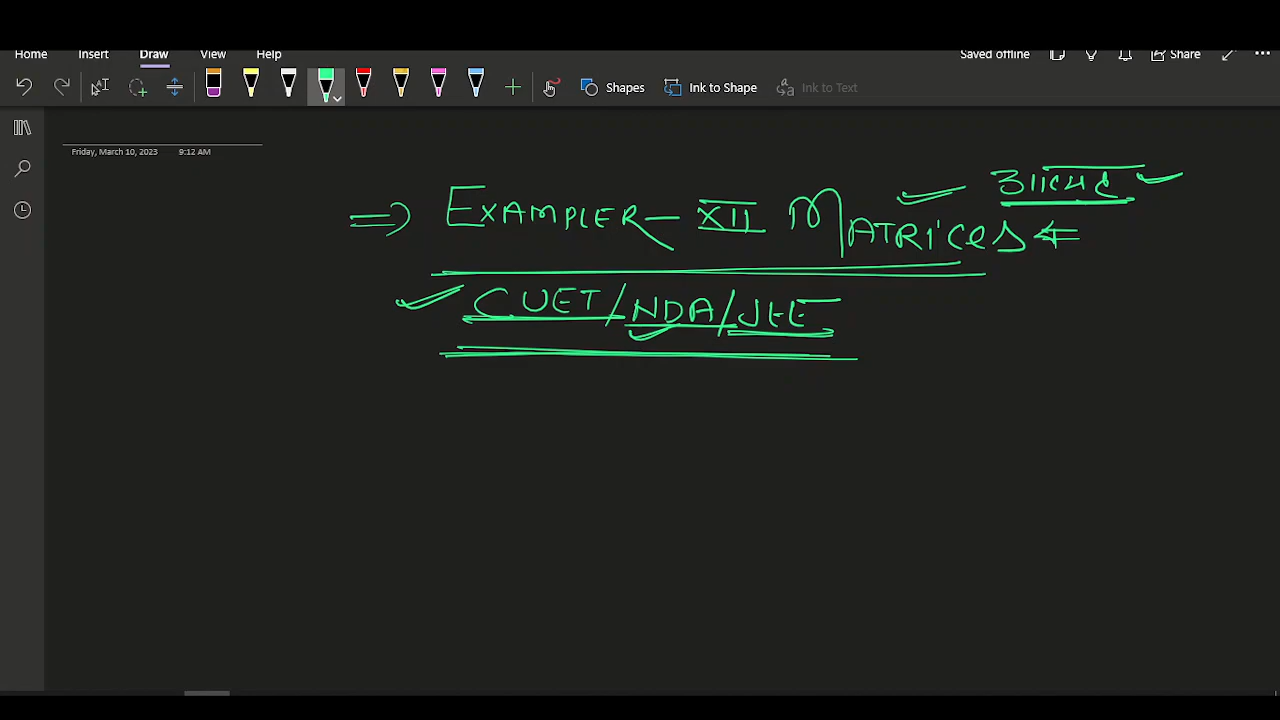 Home Insert Draw View Help Saved offline Share
Shapes Ink to Shape Ink to Text
Friday, March 10, 2023 9:12 AM
⇒ EXAMPLER - XII MATRICES ⇐
आव्यूह
CUET/NDA/JEE